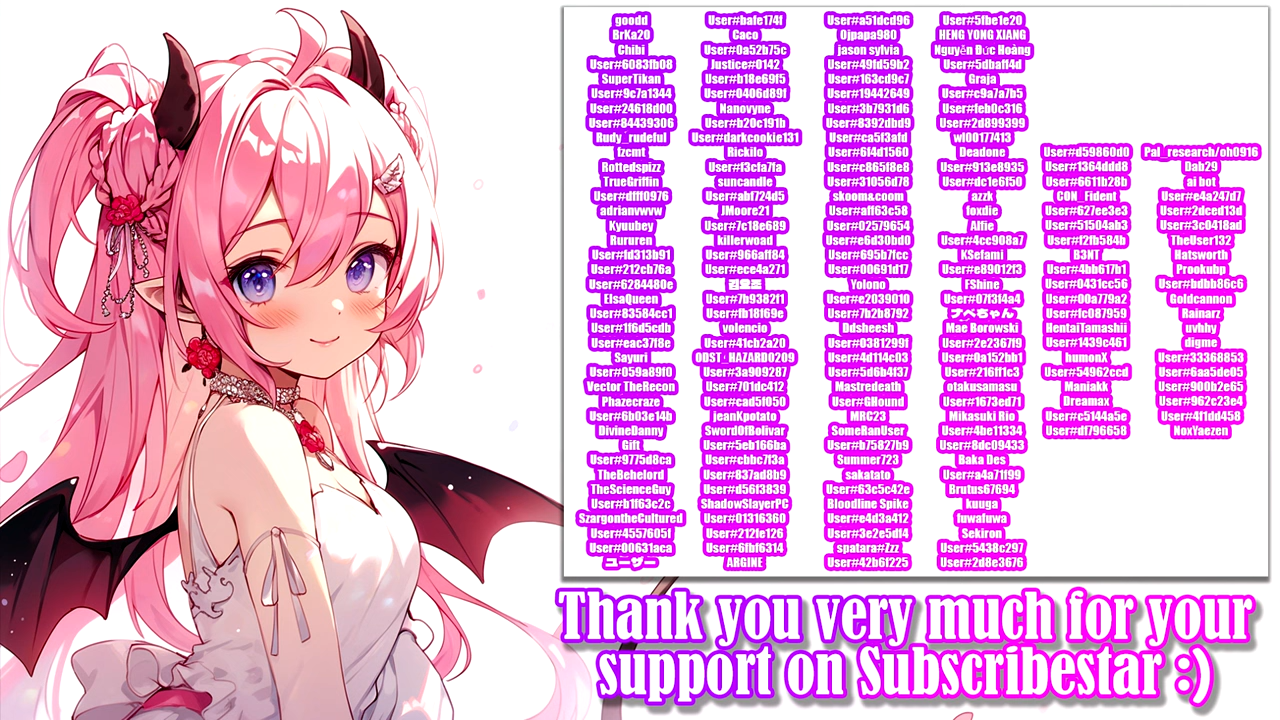 goodd
BrKa20
Chibi
User#6083fb08
SuperTikan
User#9c7a1344
User#24618d00
User#84439306
Rudy_rudeful
fzcmt
Rottedspizz
TrueGriffin
User#dfff0976
adrianvwvw
Kyuubey
Rururen
User#fd313b91
User#212cb76a
User#6284480e
ElsaQueen
User#83584cc1
User#1f6d5cdb
User#eac37f8e
Sayuri
User#059a89f0
Vector TheRecon
Phazecraze
User#6b03e14b
DivineDanny
Gift
User#9775d8ca
TheBehelord
TheScienceGuy
User#b1f63c2c
SzargontheCultured
User#4557605f
User#00631aca
ユーザー
User#bafe174f
Caco
User#0a52b75c
Justice#0142
User#b18e69f5
User#0406d89f
Nanovyne
User#b20c191b
User#darkcookie131
Rickilo
User#f3cfa7fa
suncandle
User#abf724d5
JMoore21
User#7c18e689
killerwoad
User#966aff84
User#ece4a271
User#7b9382f1
User#fb18f69e
volencio
User#41cb2a20
ODST_HAZARD0209
User#3a909287
User#701dc412
User#cad5f050
jeanKpotato
SwordOfBolivar
User#5eb166ba
User#cbbc7f3a
User#837ad8b9
User#d56f3839
ShadowSlayerPC
User#01316360
User#212fe126
User#6fbf6314
ARGINE
User#a51dcd96
Ojpapa980
jason sylvia
User#49fd59b2
User#163cd9c7
User#19442649
User#3b7931d6
User#8392dbd9
User#ca5f3afd
User#6f4d1560
User#c865f8e8
User#31056d78
skooma.coom
User#aff63c58
User#02579654
User#e6d30bd0
User#695b7fcc
User#00691d17
Yolono
User#e2039010
User#7b2b8792
Ddsheesh
User#0381299f
User#4d114c03
User#5d6b4f37
Mastredeath
User#GHound
MRC23
SomeRanUser
User#b75827b9
Summer723
sakatato
User#63c5c42e
Bloodline Spike
User#e4d3a412
User#3e2e5df4
spatara#Zzz
User#42b6f225
User#5fbe1e20
HENG YONG XIANG
Nguyễn Đức Hoàng
User#5dbaff4d
Graja
User#c9a7a7b5
User#feb0c316
User#2d899399
wf00177413
Deadone
User#913e8935
User#dc1e6f50
azzk
foxdie
Alfie
User#4cc908a7
KSefami
User#e89012f3
FShine
User#07f3f4a4
ナベちゃん
Mae Borowski
User#2e2367f9
User#0a152bb1
User#216ff1c3
otakusamasu
User#1673ed71
Mikasuki Rio
User#4be11334
User#8dc09433
Baka Des
User#a4a71f99
Brutus67694
kuuga
fuwafuwa
Sekiron
User#5438c297
User#2d8e3676
User#d59860d0
User#1364ddd8
User#6611b28b
CON_Fident
User#627ee3e3
User#51504ab3
User#f2fb584b
B3NT
User#4bb617b1
User#0431cc56
User#00a779a2
User#fc087959
HentaiTamashii
User#1439c461
humonX
User#54962ccd
Maniakk
Dreamax
User#c5144a5e
User#df796658
Pal_research/oh0916
Dab29
ai bot
User#e4a247d7
User#2dced13d
User#3c0418ad
TheUser132
Hatsworth
Prookubp
User#bdbb86c6
Goldcannon
Rainarz
uvhhy
digme
User#33368853
User#6aa5de05
User#900b2e65
User#962c23e4
User#4f1dd458
NoxYaezen
Thank you very much for your
support on Subscribestar :)